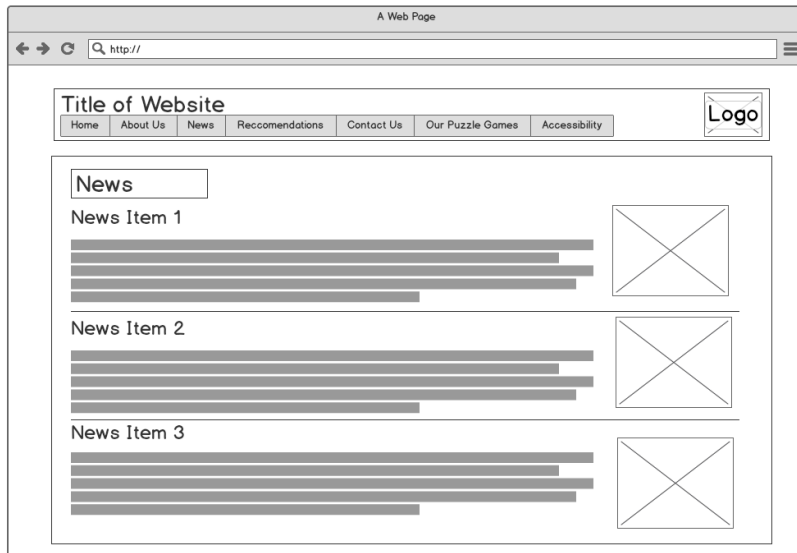 A Web Page
http://
Title of Website
Logo
Home About Us News Reccomendations Contact Us Our Puzzle Games Accessibility
News
News Item 1
News Item 2
News Item 3